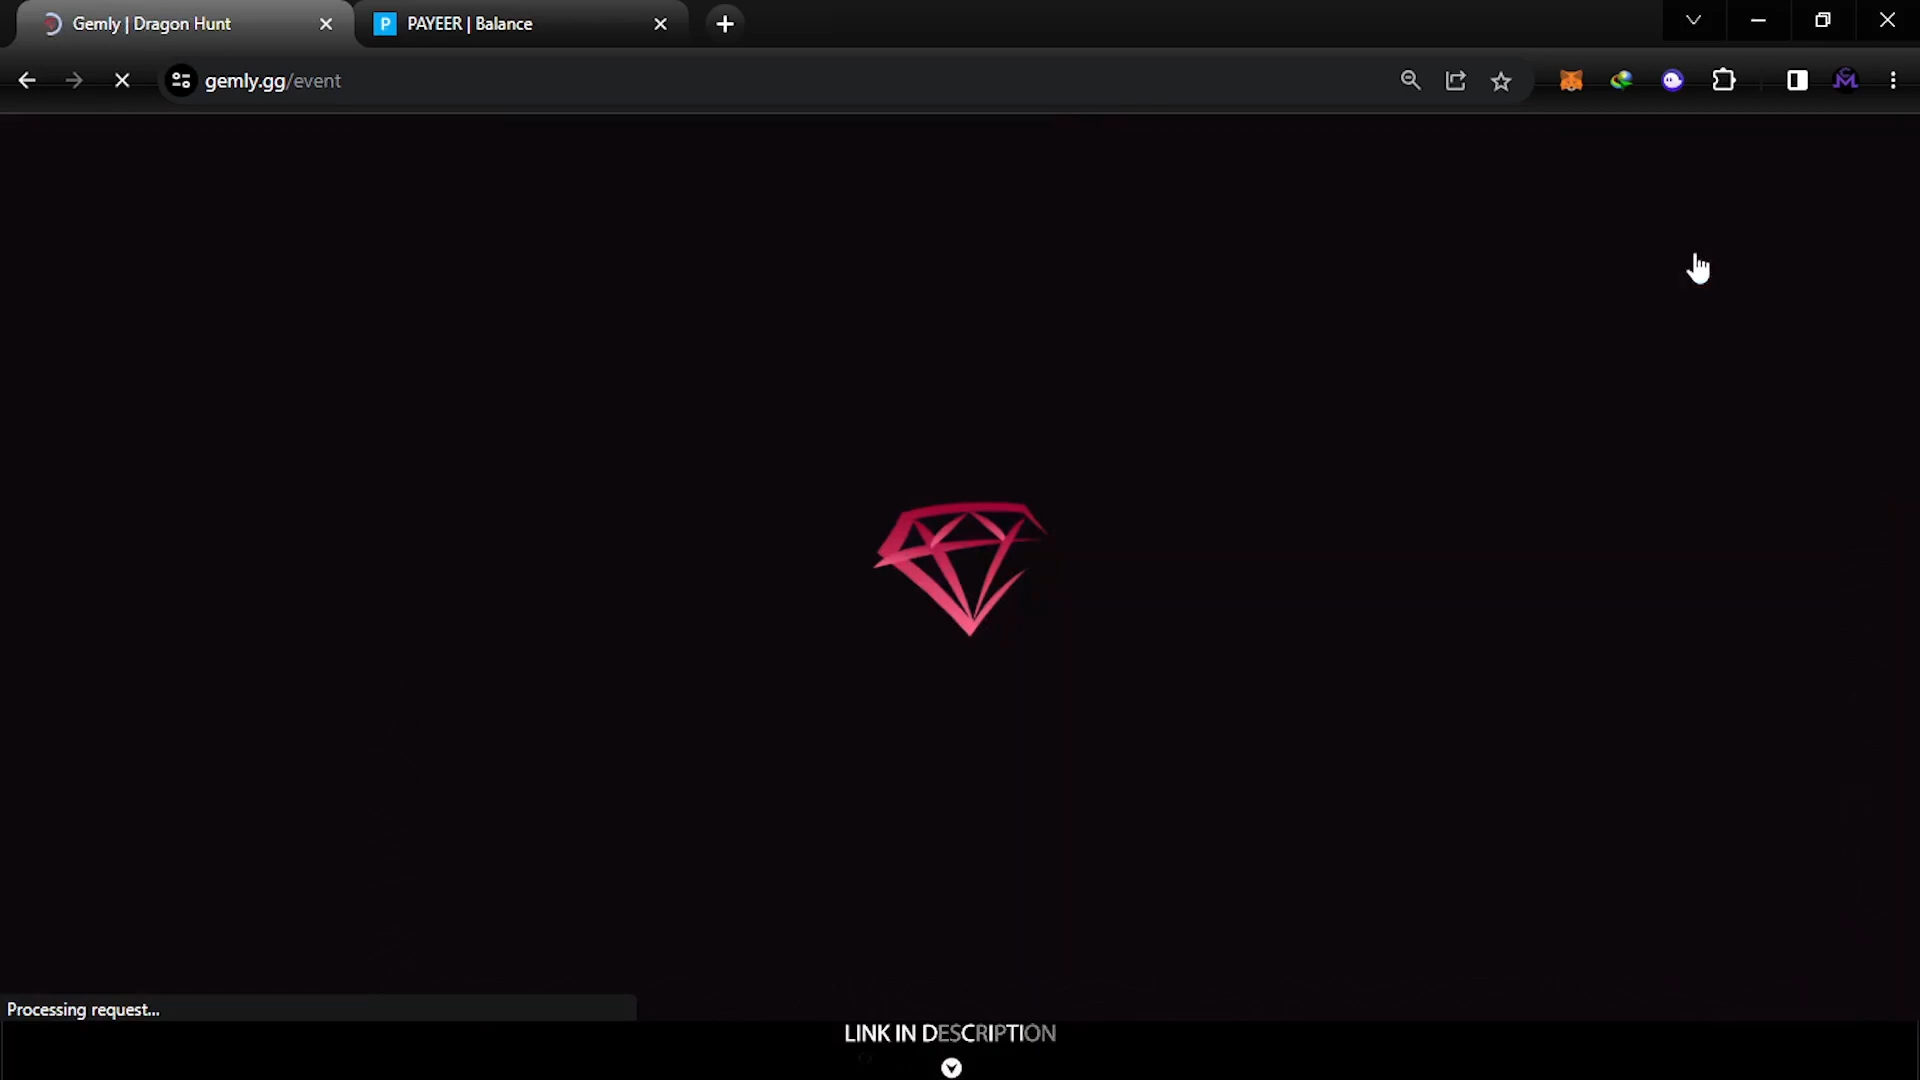 Gemly | Dragon Hunt
P PAYEER | Balance
gemly.gg/event
Processing request...
LINK IN DESCRIPTION